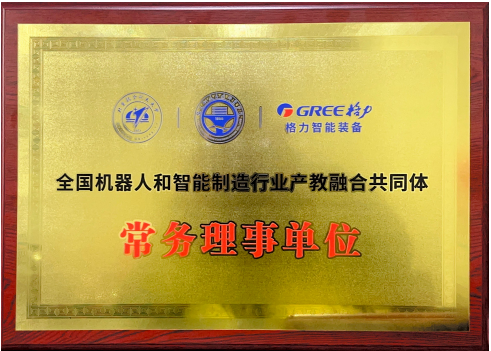 GREE格力
格力智能装备
全国机器人和智能制造行业产教融合共同体
常务理事单位